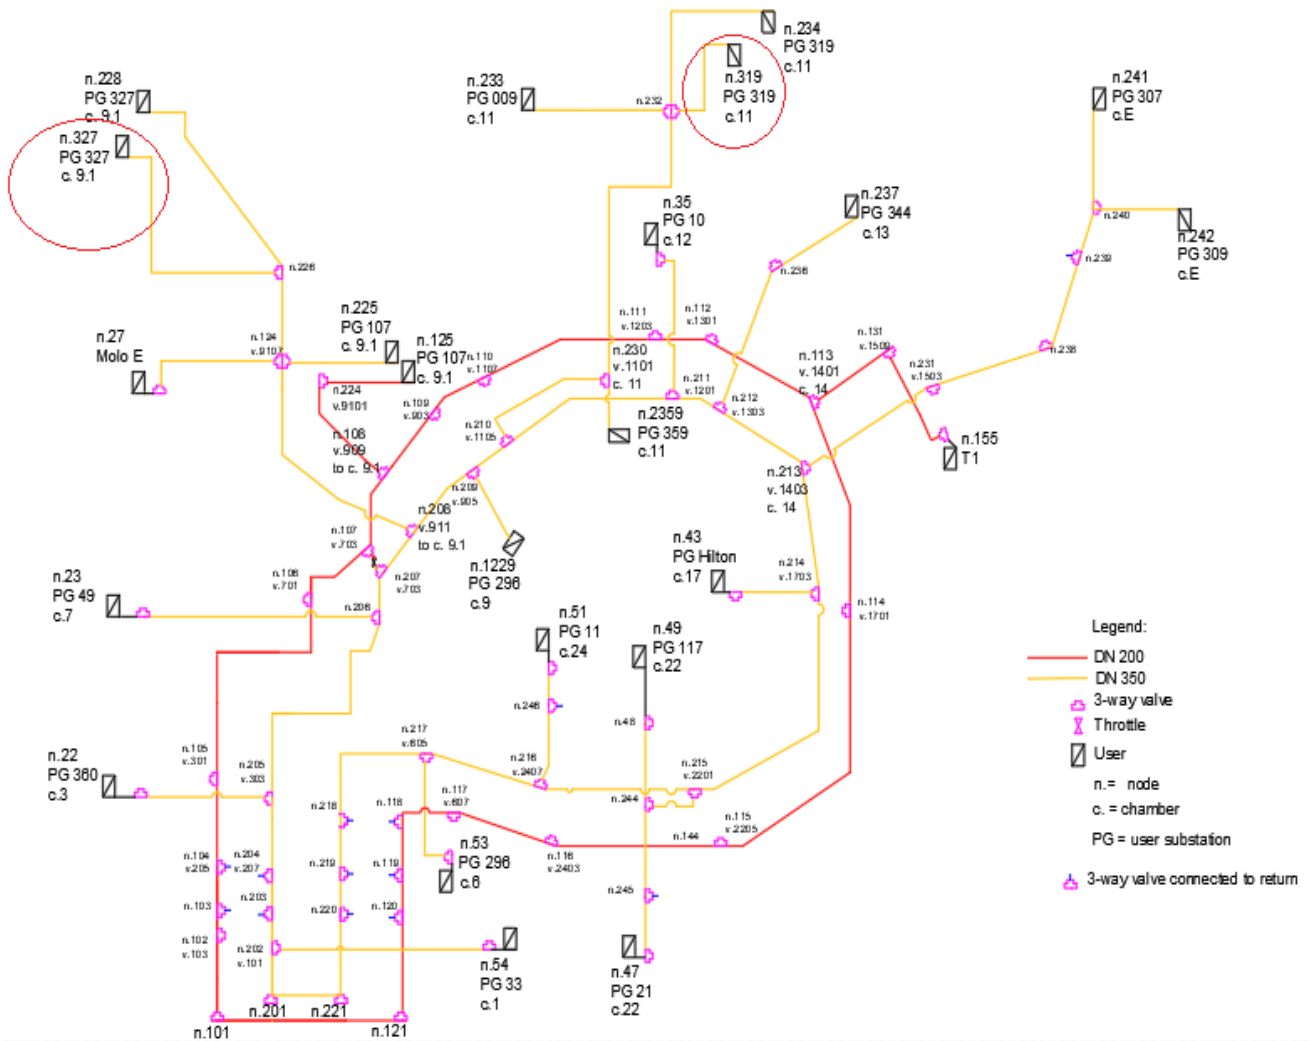 n.234
PG 319
c.11
n.319
PG 319
c.11
n.233
PG 009
c.11
n.232
n.228
PG 327
c. 9.1
n.327
PG 327
c. 9.1
n.241
PG 307
c.E
n.240
n.242
PG 309
c.E
n.239
n.238
n.35
PG 10
c.12
n.237
PG 344
c.13
n.236
n.226
n.27
Molo E
n.124
v.9107
n.225
PG 107
c. 9.1
n.125
PG 107
c. 9.1
n.224
v.9101
n.110
v.1107
n.109
v.903
n.111
v.1203
n.112
v.1301
n.230
v.1101
c. 11
n.211
v.1201
n.212
v.1303
n.113
v.1401
c. 14
n.131
v.1509
n.231
v.1503
n.155
T1
n.2359
PG 359
c.11
n.210
v.1105
n.108
v.909
to c. 9.1
n.209
v.905
n.208
v.911
to c. 9.1
n.213
v.1403
c. 14
n.107
v.703
n.207
v.703
n.1229
PG 296
c.9
n.43
PG Hilton
c.17
n.214
v.1703
n.114
v.1701
n.23
PG 49
c.7
n.106
v.701
n.206
n.51
PG 11
c.24
n.49
PG 117
c.22
n.246
n.48
n.217
v.605
n.216
v.2407
n.215
v.2201
n.244
n.22
PG 360
c.3
n.105
v.301
n.205
v.303
n.218
n.118
n.117
v.607
n.116
v.2403
n.144
n.115
v.2205
n.53
PG 296
c.6
n.104
v.205
n.204
v.207
n.219
n.119
n.245
n.103
n.203
n.220
n.120
n.102
v.103
n.202
v.101
n.54
PG 33
c.1
n.47
PG 21
c.22
n.201
n.221
n.101
n.121
Legend:
DN 200
DN 350
3-way valve
Throttle
User
n.= node
c. = chamber
PG = user substation
3-way valve connected to return